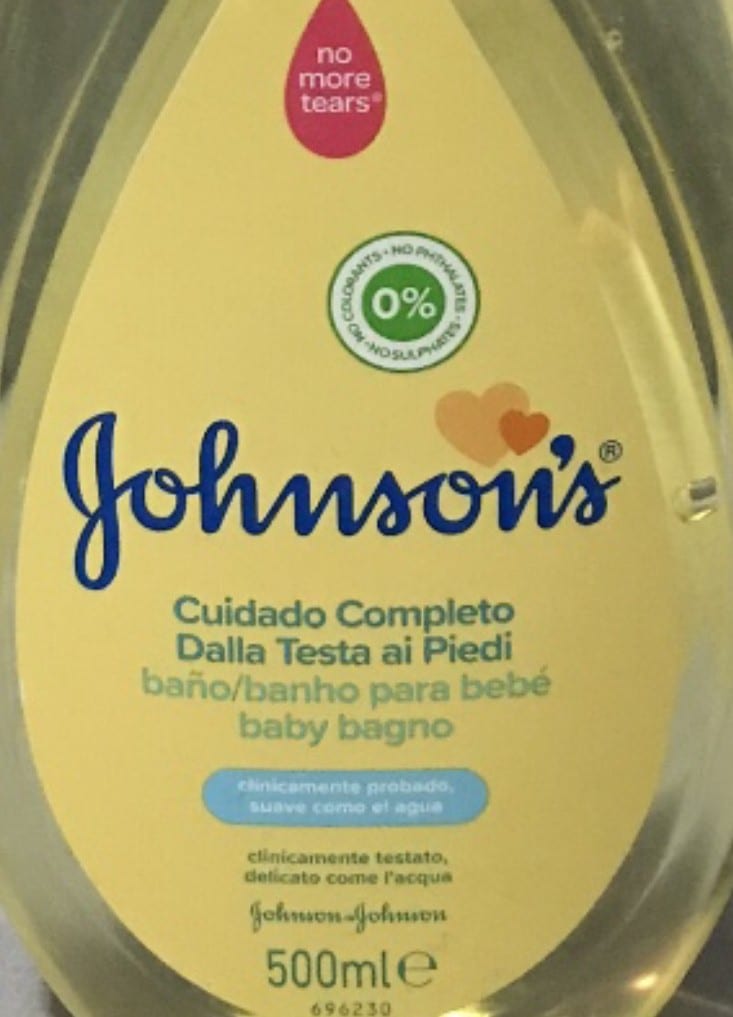 no
more
tears®
NO COLORANTS • NO PHTHALATES • NO SULPHATES •
0%
Johnson's®
Cuidado Completo
Dalla Testa ai Piedi
baño/banho para bebé
baby bagno
clinicamente probado,
suave como el agua
clinicamente testato,
delicato come l'acqua
Johnson&Johnson
500ml e
696230